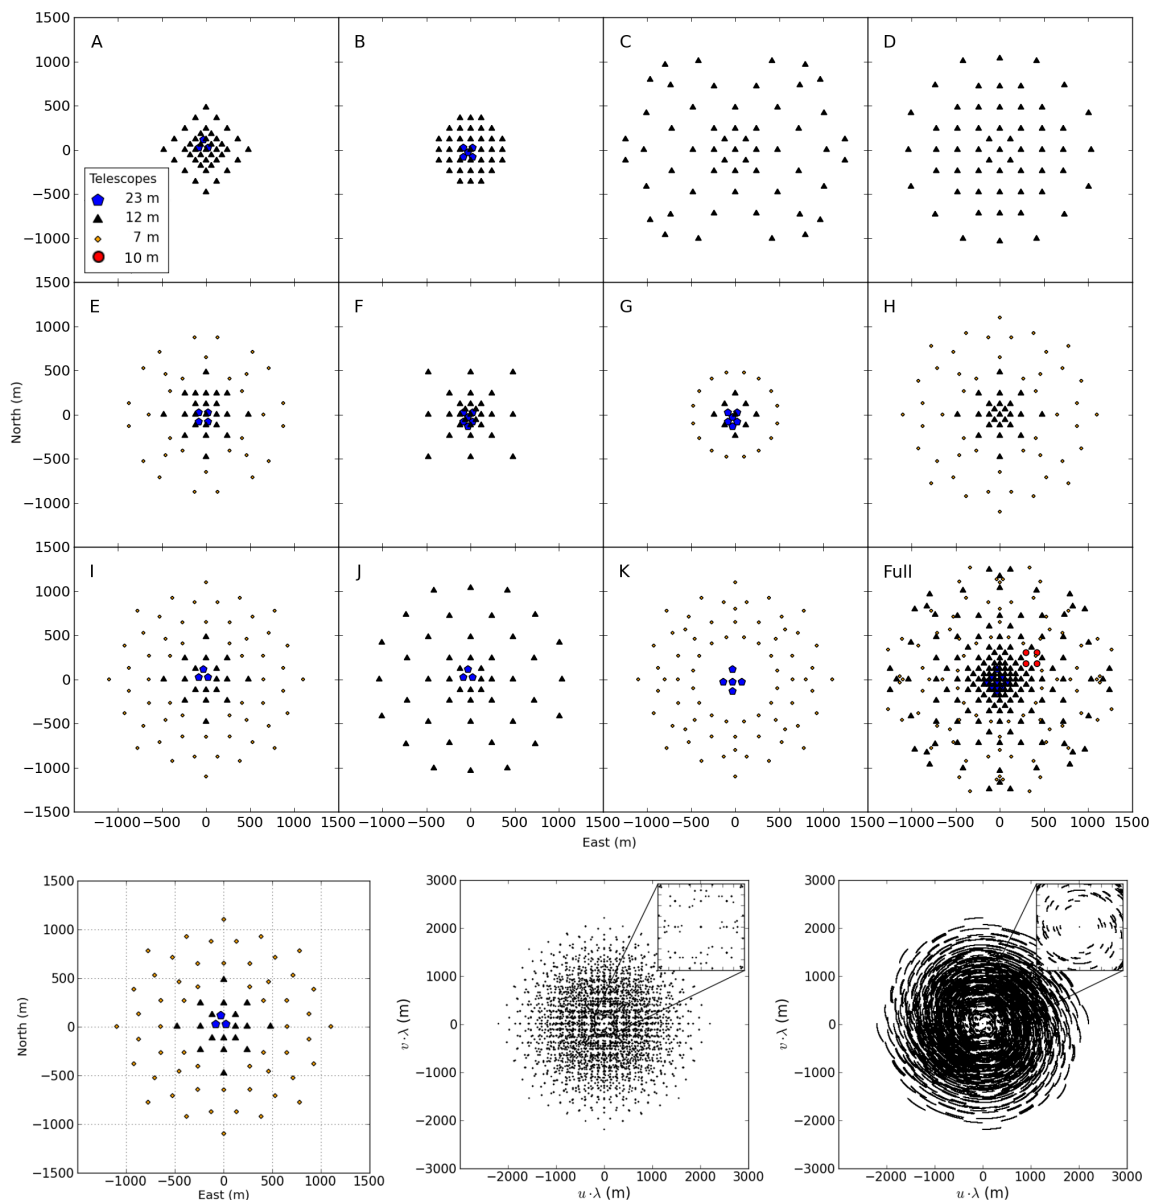 1500
A
B
C
D
1000
500
0
−500
−1000
1500
Telescopes
23 m
12 m
7 m
10 m
E
F
G
H
1000
500
0
−500
−1000
1500
North (m)
I
J
K
Full
1000
500
0
−500
−1000
−1500
−1000 −500 0 500 1000 −1000 −500 0 500 1000 −1000 −500 0 500 1000 −1000 −500 0 500 1000 1500
East (m)
1500
1000
500
0
−500
−1000
−1500
−1500 −1000 −500 0 500 1000 1500
North (m)
East (m)
3000
2000
1000
0
−1000
−2000
−3000
−2000 −1000 0 1000 2000 3000
v·λ (m)
u·λ (m)
3000
2000
1000
0
−1000
−2000
−3000
−2000 −1000 0 1000 2000 3000
v·λ (m)
u·λ (m)